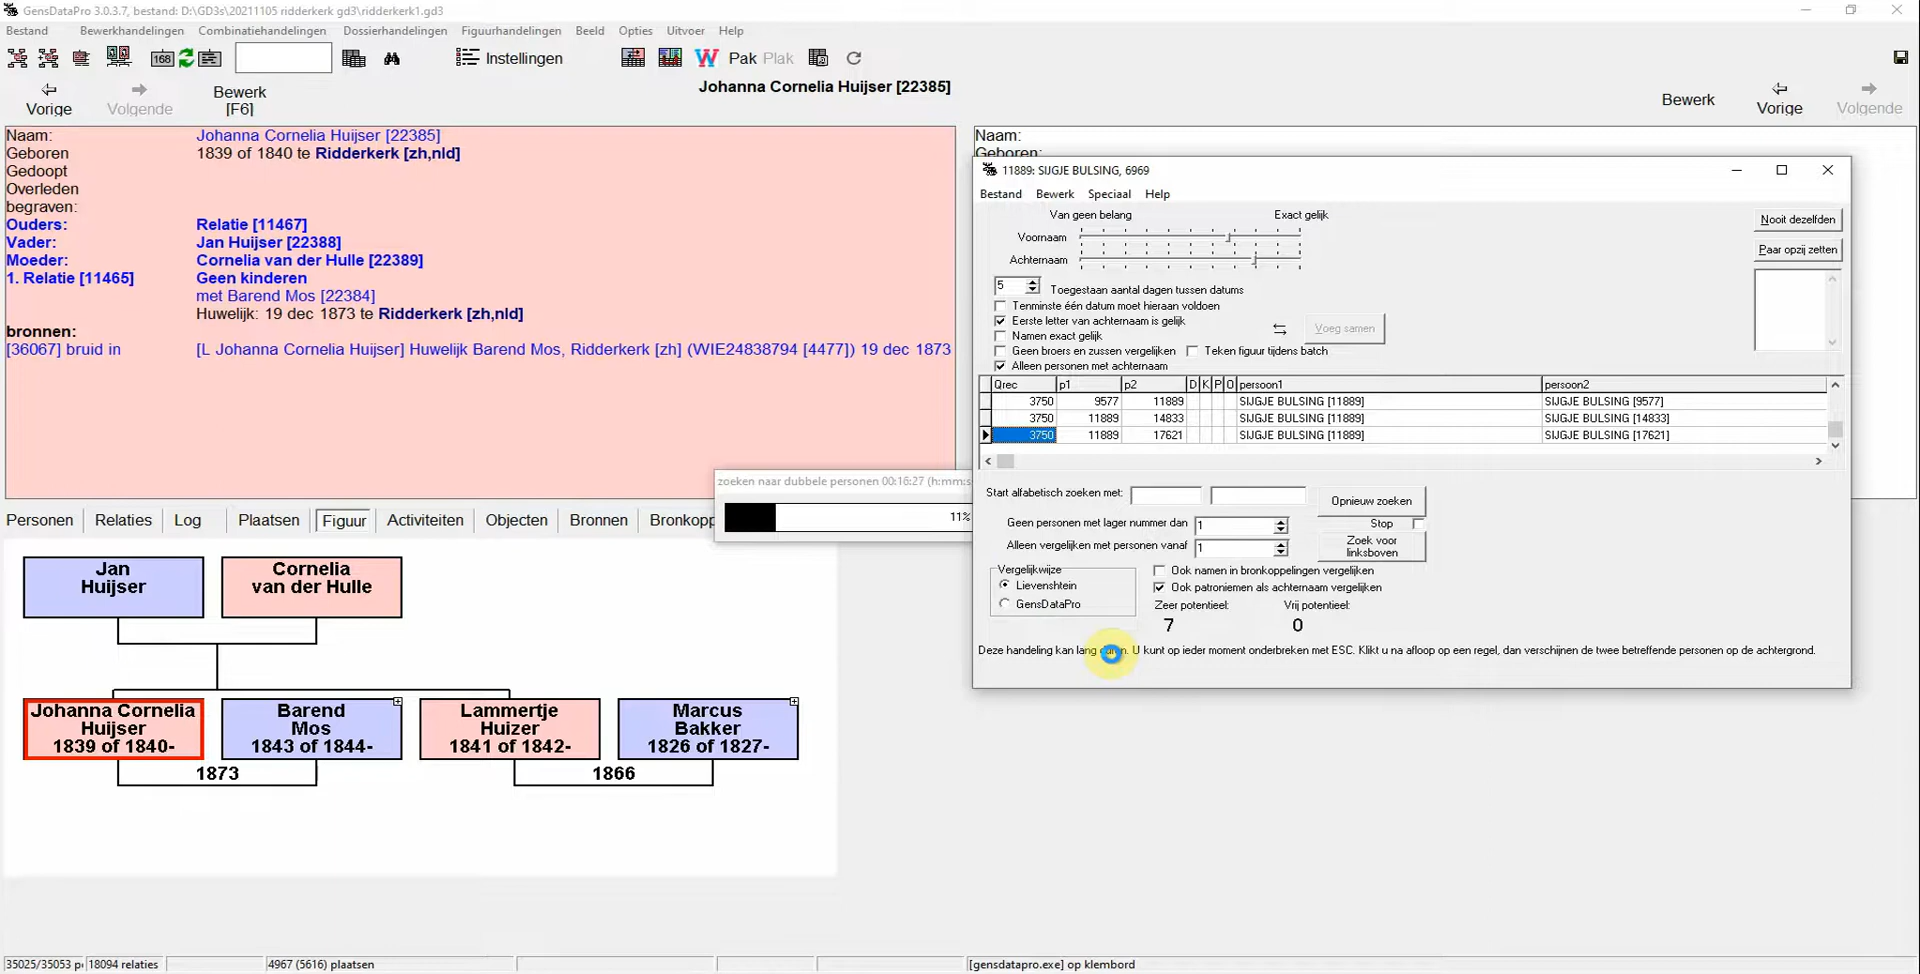 GensDataPro 3.0.3.7, bestand: D:\GD3s\20211105 ridderkerk gd3\ridderkerk1.gd3
Bestand Bewerkhandelingen Combinatiehandelingen Dossierhandelingen Figuurhandelingen Beeld Opties Uitvoer Help
168 Instellingen W Pak Plak
Vorige Volgende Bewerk [F6]
Johanna Cornelia Huijser [22385]
Bewerk Vorige Volgende
Naam: Johanna Cornelia Huijser [22385]
Geboren 1839 of 1840 te Ridderkerk [zh,nld]
Gedoopt
Overleden
begraven:
Ouders: Relatie [11467]
Vader: Jan Huijser [22388]
Moeder: Cornelia van der Hulle [22389]
1. Relatie [11465] Geen kinderen
met Barend Mos [22384]
Huwelijk: 19 dec 1873 te Ridderkerk [zh,nld]
bronnen:
[36067] bruid in [L Johanna Cornelia Huijser] Huwelijk Barend Mos, Ridderkerk [zh] (WIE24838794 [4477]) 19 dec 1873
Naam:
Geboren:
11889: SIJGJE BULSING, 6969
Bestand Bewerk Speciaal Help
Van geen belang Exact gelijk
Voornaam
Achternaam
Nooit dezelfden
Paar opzij zetten
5 Toegestaan aantal dagen tussen datums
Tenminste één datum moet hieraan voldoen
Eerste letter van achternaam is gelijk
Voeg samen
Namen exact gelijk
Geen broers en zussen vergelijken Teken figuur tijdens batch
Alleen personen met achternaam
Qrec p1 p2 D K P O persoon1 persoon2
3750 9577 11889 SIJGJE BULSING [11889] SIJGJE BULSING [9577]
3750 11889 14833 SIJGJE BULSING [11889] SIJGJE BULSING [14833]
3750 11889 17621 SIJGJE BULSING [11889] SIJGJE BULSING [17621]
Start alfabetisch zoeken met: Opnieuw zoeken
Geen personen met lager nummer dan 1 Stop
Alleen vergelijken met personen vanaf 1 Zoek voor linksboven
Vergelijkwijze
Lievenshtein
GensDataPro
Ook namen in bronkoppelingen vergelijken
Ook patroniemen als achternaam vergelijken
Zeer potentieel: Vrij potentieel:
7 0
Deze handeling kan lang duren. U kunt op ieder moment onderbreken met ESC. Klikt u na afloop op een regel, dan verschijnen de twee betreffende personen op de achtergrond.
zoeken naar dubbele personen 00:16:27 (h:mm:s
11%
Personen Relaties Log Plaatsen Figuur Activiteiten Objecten Bronnen Bronkopp
Jan
Huijser
Cornelia
van der Hulle
Johanna Cornelia
Huijser
1839 of 1840-
Barend
Mos
1843 of 1844-
Lammertje
Huizer
1841 of 1842-
Marcus
Bakker
1826 of 1827-
1873
1866
35025/35053 p 18094 relaties 4967 (5616) plaatsen [gensdatapro.exe] op klembord